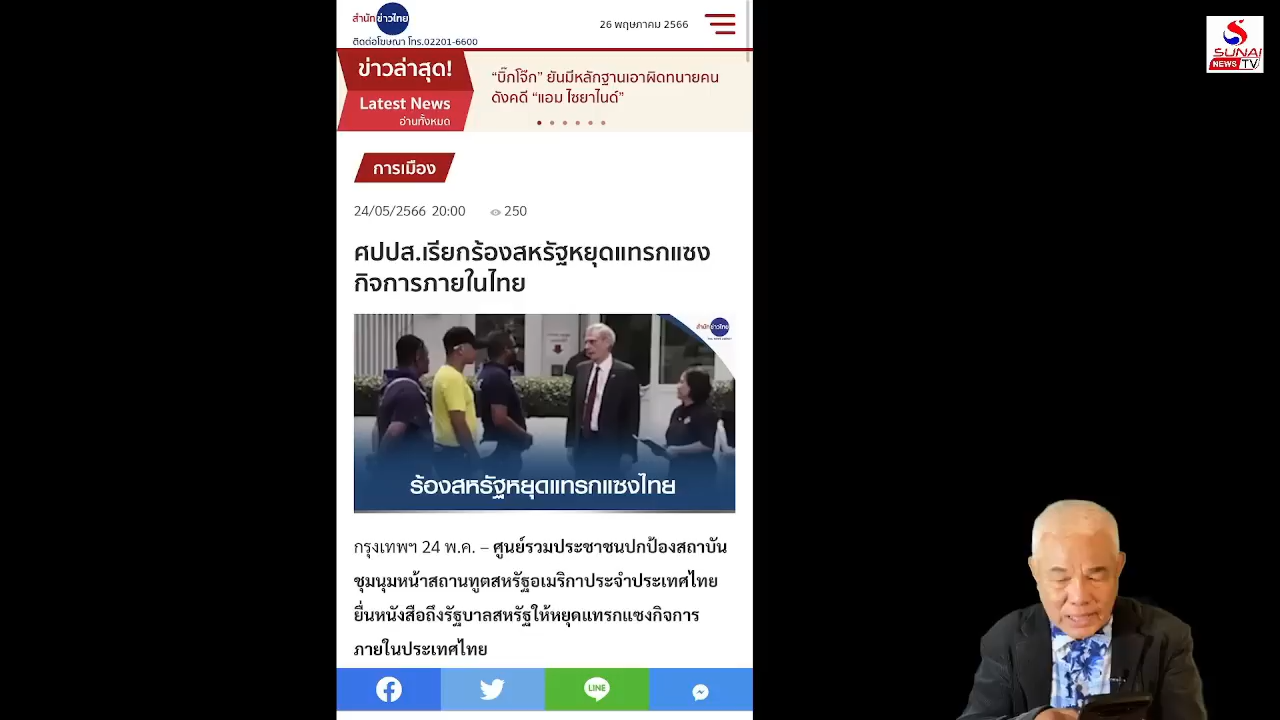 สำนักข่าวไทย
ติดต่อโฆษณา โทร.02201-6600
26 พฤษภาคม 2566
SUNAI
NEWS TV
ข่าวล่าสุด!
Latest News
อ่านทั้งหมด
“บิ๊กโจ๊ก” ยันมีหลักฐานเอาผิดทนายคน
ดังคดี “แอม ไซยาไนด์”
การเมือง
24/05/2566 20:00 250
ศปปส.เรียกร้องสหรัฐหยุดแทรกแซง
กิจการภายในไทย
สำนักข่าวไทย
ร้องสหรัฐหยุดแทรกแซงไทย
กรุงเทพฯ 24 พ.ค. – ศูนย์รวมประชาชนปกป้องสถาบัน
ชุมนุมหน้าสถานทูตสหรัฐอเมริกาประจำประเทศไทย
ยื่นหนังสือถึงรัฐบาลสหรัฐให้หยุดแทรกแซงกิจการ
ภายในประเทศไทย
LINE